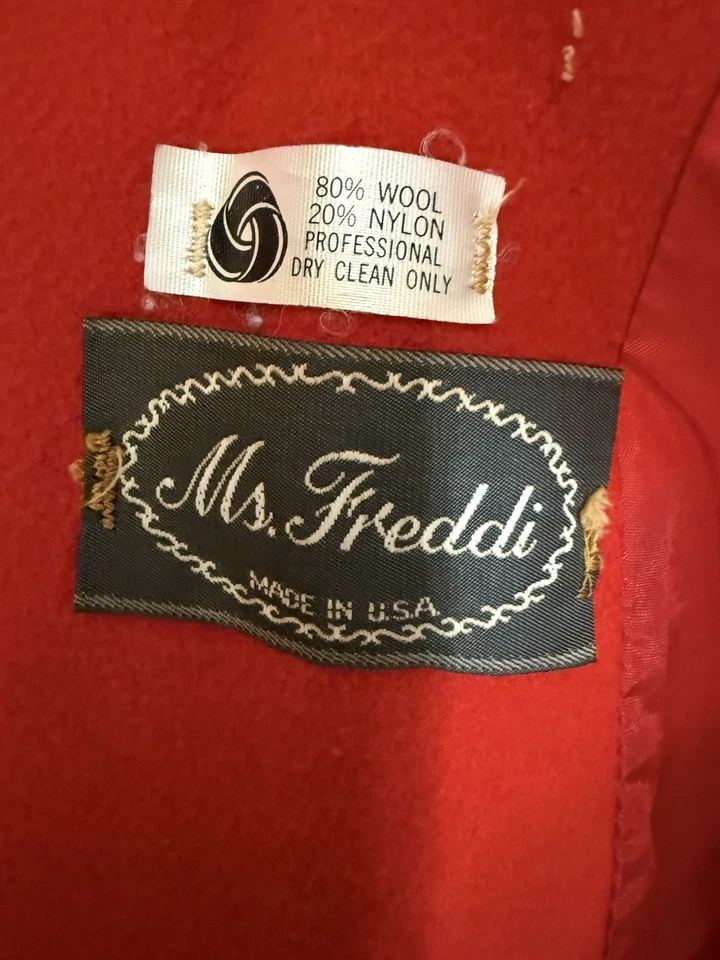 80% WOOL
20% NYLON
PROFESSIONAL
DRY CLEAN ONLY
Ms. Freddi
MADE IN U.S.A.